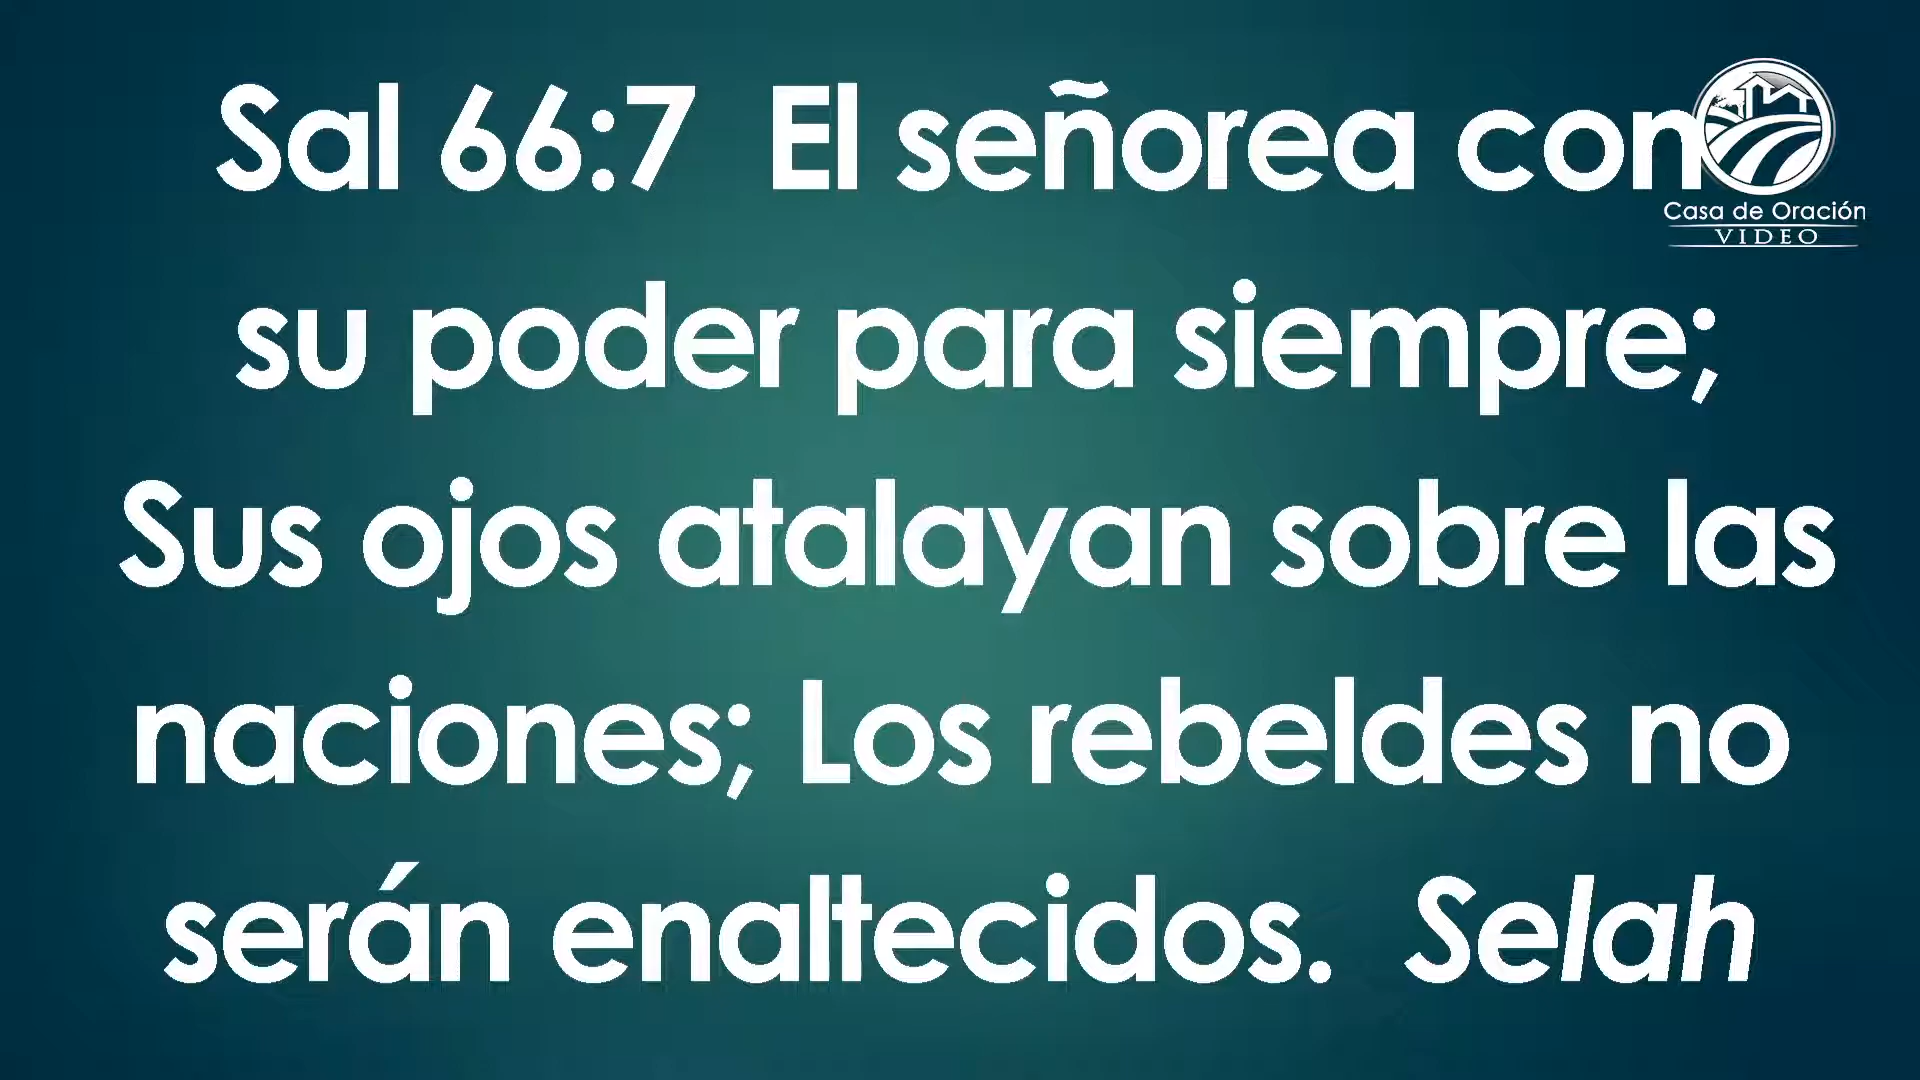 Sal 66:7  El señorea con
su poder para siempre;
Sus ojos atalayan sobre las
naciones; Los rebeldes no
serán enaltecidos.  Selah
Casa de Oración
VIDEO